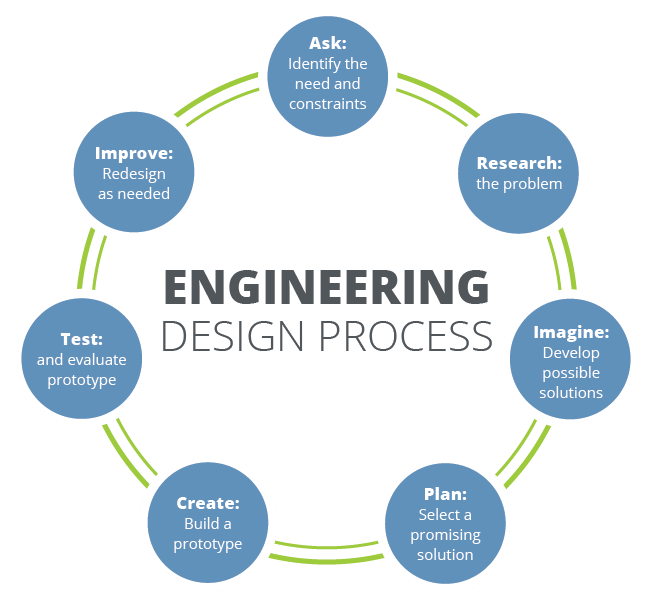 Ask:
Identify the
need and
constraints
Research:
the problem
Imagine:
Develop
possible
solutions
Plan:
Select a
promising
solution
Create:
Build a
prototype
Test:
and evaluate
prototype
Improve:
Redesign
as needed
ENGINEERING
DESIGN PROCESS